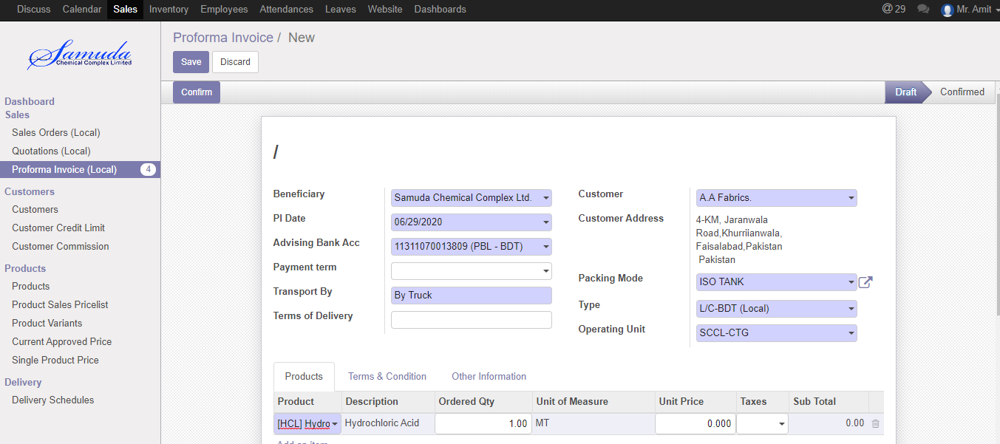 Discuss Calendar Sales Inventory Employees Attendances Leaves Website Dashboards @ 29 Mr. Amit
Samuda
Chemical Complex Limited
Proforma Invoice / New
Save Discard
Confirm Draft Confirmed
Dashboard
Sales
Sales Orders (Local)
Quotations (Local)
Proforma Invoice (Local) 4
Customers
Customers
Customer Credit Limit
Customer Commission
Products
Products
Product Sales Pricelist
Product Variants
Current Approved Price
Single Product Price
Delivery
Delivery Schedules
/
Beneficiary Samuda Chemical Complex Ltd.
PI Date 06/29/2020
Advising Bank Acc 11311070013809 (PBL - BDT)
Payment term
Transport By By Truck
Terms of Delivery
Customer A.A Fabrics.
Customer Address 4-KM, Jaranwala
Road,Khurriianwala,
Faisalabad,Pakistan
Pakistan
Packing Mode ISO TANK
Type L/C-BDT (Local)
Operating Unit SCCL-CTG
Products Terms & Condition Other Information
Product Description Ordered Qty Unit of Measure Unit Price Taxes Sub Total
[HCL] Hydro Hydrochloric Acid 1.00 MT 0.000 0.00
Add an item